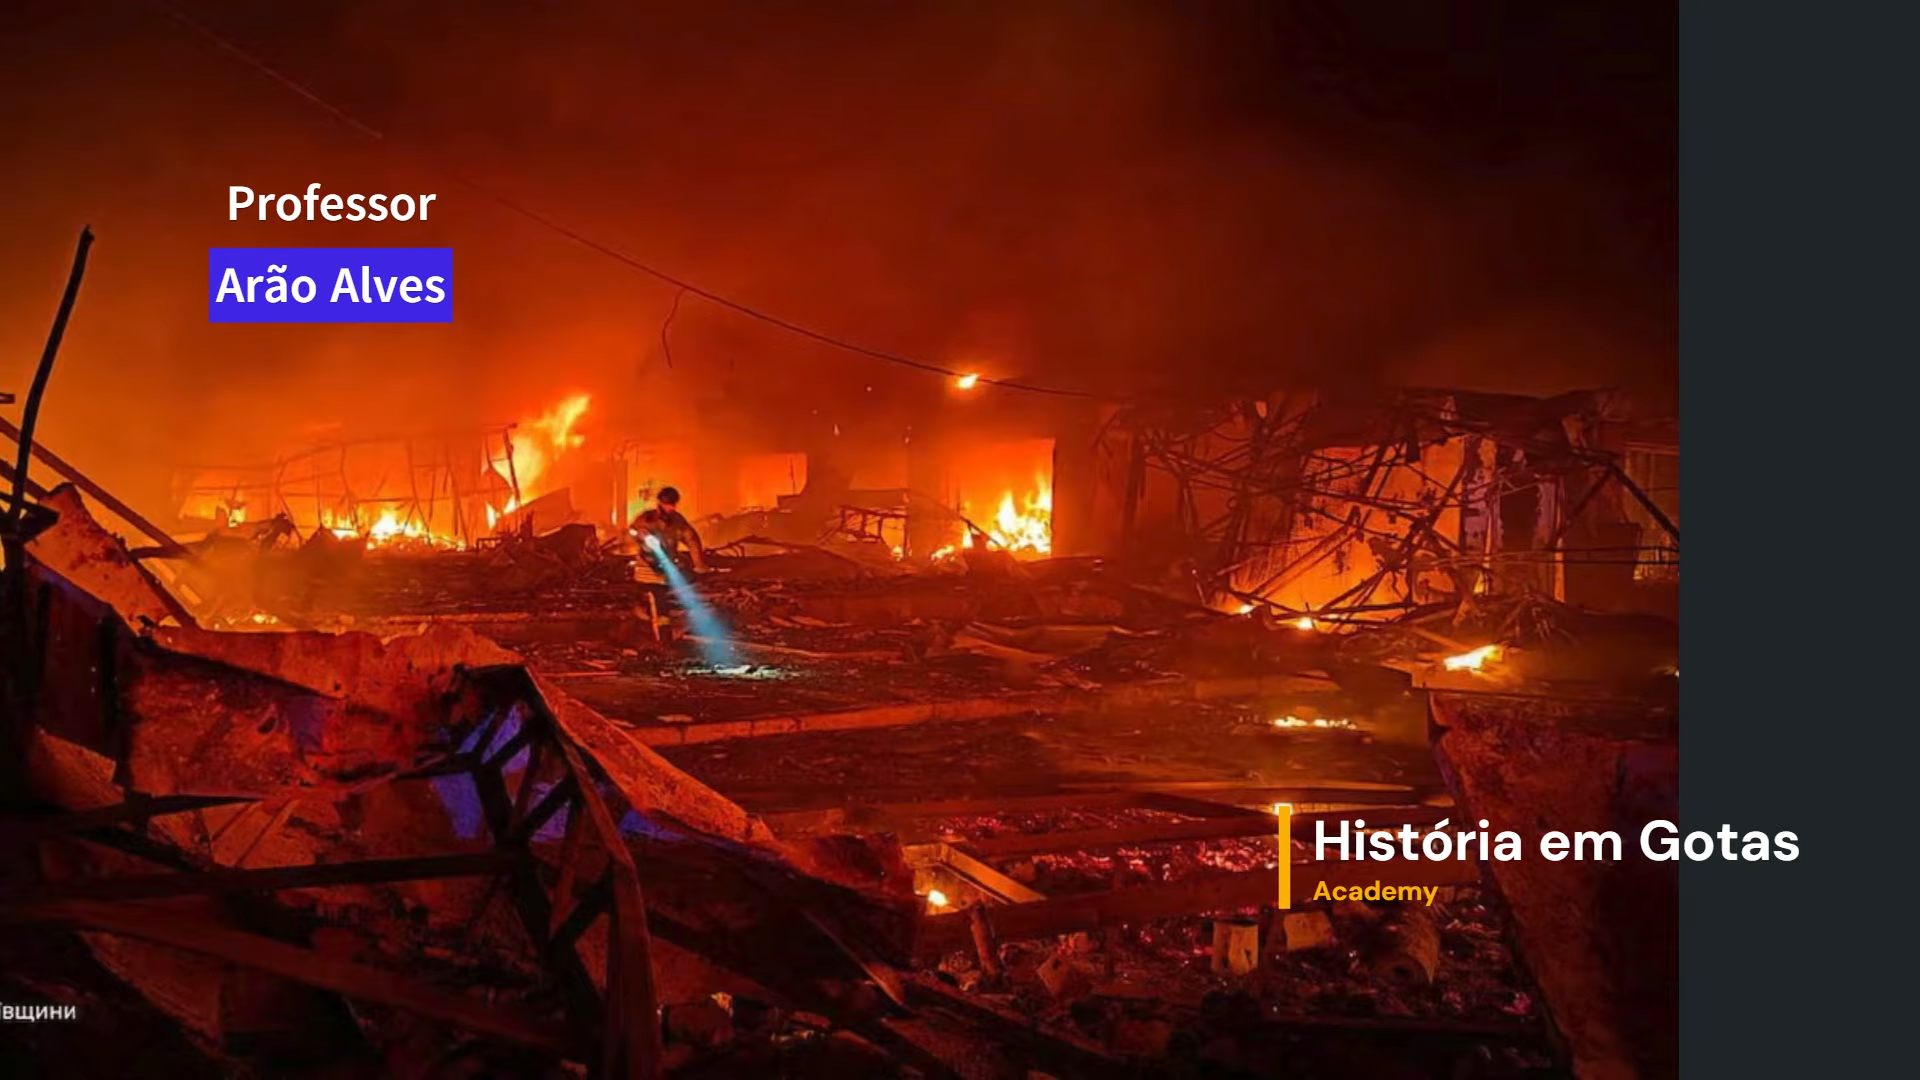 Professor
Arão Alves
História em Gotas
Academy
ївщини